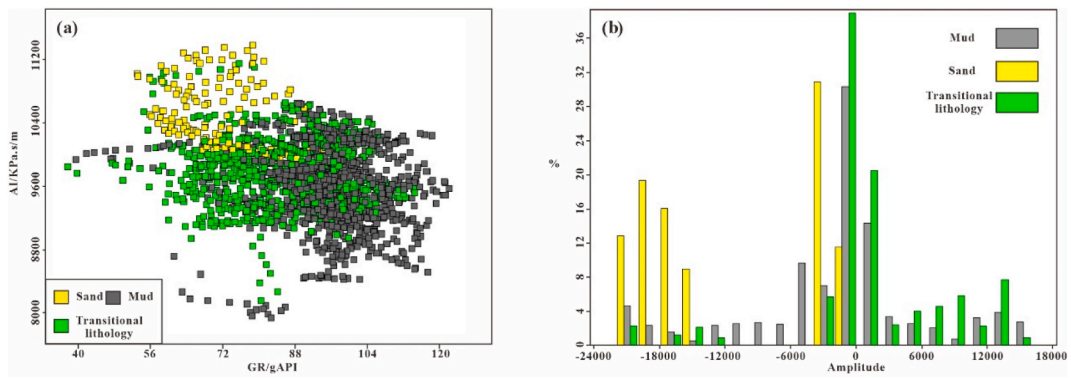 (a)
11200
10400
9600
8800
8000
AI/KPa.s/m
Sand Mud
Transitional
lithology
40 56 72 88 104 120
GR/gAPI
(b)
36
32
28
24
20
16
12
8
4
0
%
Mud
Sand
Transitional
lithology
-24000 -18000 -12000 -6000 0 6000 12000 18000
Amplitude